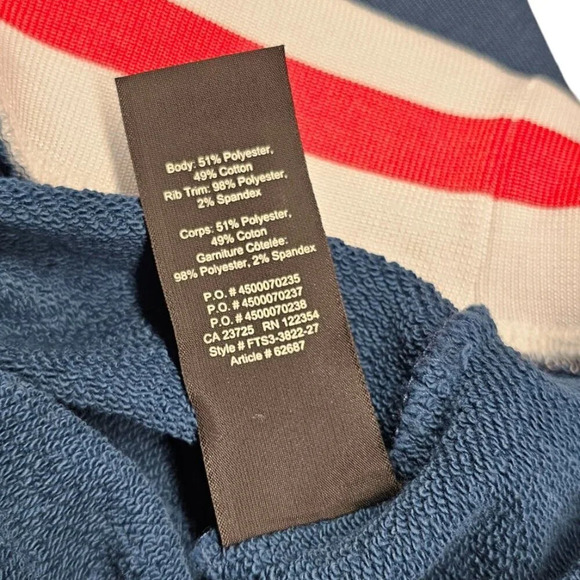 Body: 51% Polyester,
49% Cotton
Rib Trim: 98% Polyester,
2% Spandex
Corps: 51% Polyester,
49% Coton
Garniture Côtelée:
98% Polyester, 2% Spandex
P.O. # 4500070235
P.O. # 4500070237
P.O. # 4500070238
CA 23725 RN 122354
Style # FTS3-3822-27
Article # 62687